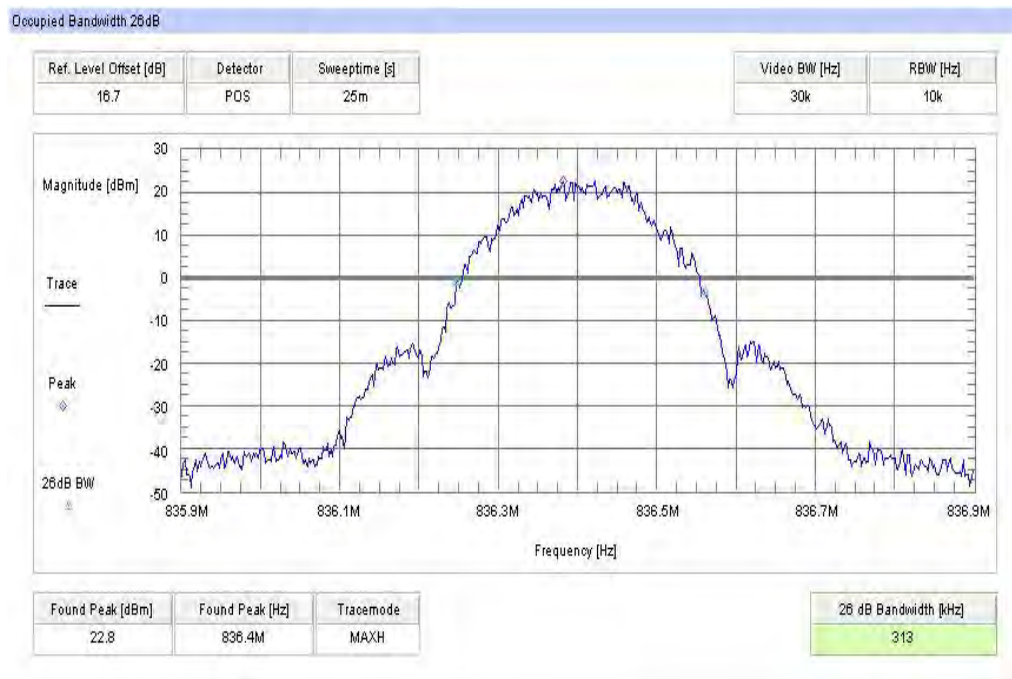 Occupied Bandwidth 26dB
Ref. Level Offset [dB] Detector Sweeptime [s] Video BW [Hz] RBW [Hz]
16.7 POS 25m 30k 10k
30
Magnitude [dBm] 20
10
Trace 0
-10
-20
Peak
-30
-40
26dB BW
-50
835.9M 836.1M 836.3M 836.5M 836.7M 836.9M
Frequency [Hz]
Found Peak [dBm] Found Peak [Hz] Tracemode 26 dB Bandwidth [kHz]
22.8 836.4M MAXH 313